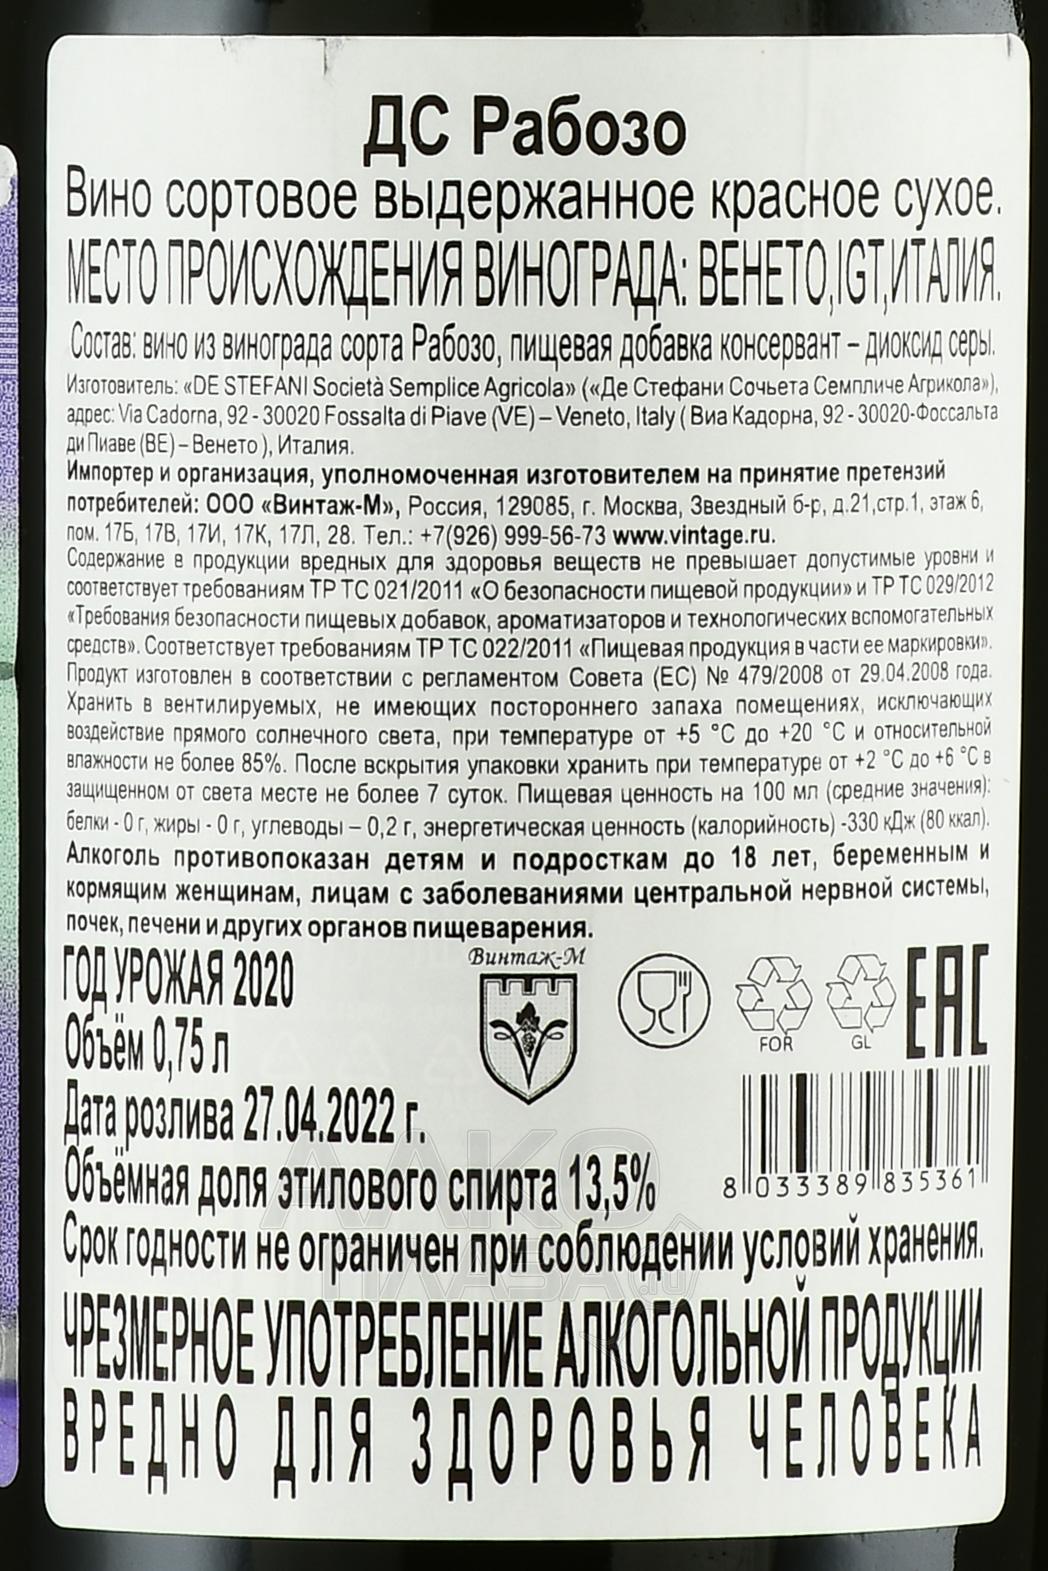 ДС Рабозо
Вино сортовое выдержанное красное сухое.
МЕСТО ПРОИСХОЖДЕНИЯ ВИНОГРАДА: ВЕНЕТО,IGT,ИТАЛИЯ.
Состав: вино из винограда сорта Рабозо, пищевая добавка консервант – диоксид серы.
Изготовитель: «DE STEFANI Società Semplice Agricola» («Де Стефани Сочьета Семпличе Агрикола»),
адрес: Via Cadorna, 92 - 30020 Fossalta di Piave (VE) – Veneto, Italy ( Виа Кадорна, 92 - 30020-Фоссальта
ди Пиаве (ВЕ) – Венето ), Италия.
Импортер и организация, уполномоченная изготовителем на принятие претензий
потребителей: ООО «Винтаж-М», Россия, 129085, г. Москва, Звездный б-р, д.21,стр.1, этаж 6,
пом. 17Б, 17В, 17И, 17К, 17Л, 28. Тел.: +7(926) 999-56-73 www.vintage.ru.
Содержание в продукции вредных для здоровья веществ не превышает допустимые уровни и
соответствует требованиям ТР ТС 021/2011 «О безопасности пищевой продукции» и ТР ТС 029/2012
«Требования безопасности пищевых добавок, ароматизаторов и технологических вспомогательных
средств». Соответствует требованиям ТР ТС 022/2011 «Пищевая продукция в части ее маркировки».
Продукт изготовлен в соответствии с регламентом Совета (ЕС) № 479/2008 от 29.04.2008 года.
Хранить в вентилируемых, не имеющих постороннего запаха помещениях, исключающих
воздействие прямого солнечного света, при температуре от +5 °C до +20 °C и относительной
влажности не более 85%. После вскрытия упаковки хранить при температуре от +2 °C до +6 °C в
защищенном от света месте не более 7 суток. Пищевая ценность на 100 мл (средние значения):
белки - 0 г, жиры - 0 г, углеводы – 0,2 г, энергетическая ценность (калорийность) -330 кДж (80 ккал).
Алкоголь противопоказан детям и подросткам до 18 лет, беременным и
кормящим женщинам, лицам с заболеваниями центральной нервной системы,
почек, печени и других органов пищеварения.
ГОД УРОЖАЯ 2020
Винтаж-М
Объём 0,75 л
FOR
GL
EAC
Дата розлива 27.04.2022 г.
Объёмная доля этилового спирта 13,5%
8 033389 835361
Срок годности не ограничен при соблюдении условий хранения.
ЧРЕЗМЕРНОЕ УПОТРЕБЛЕНИЕ АЛКОГОЛЬНОЙ ПРОДУКЦИИ
ВРЕДНО ДЛЯ ЗДОРОВЬЯ ЧЕЛОВЕКА